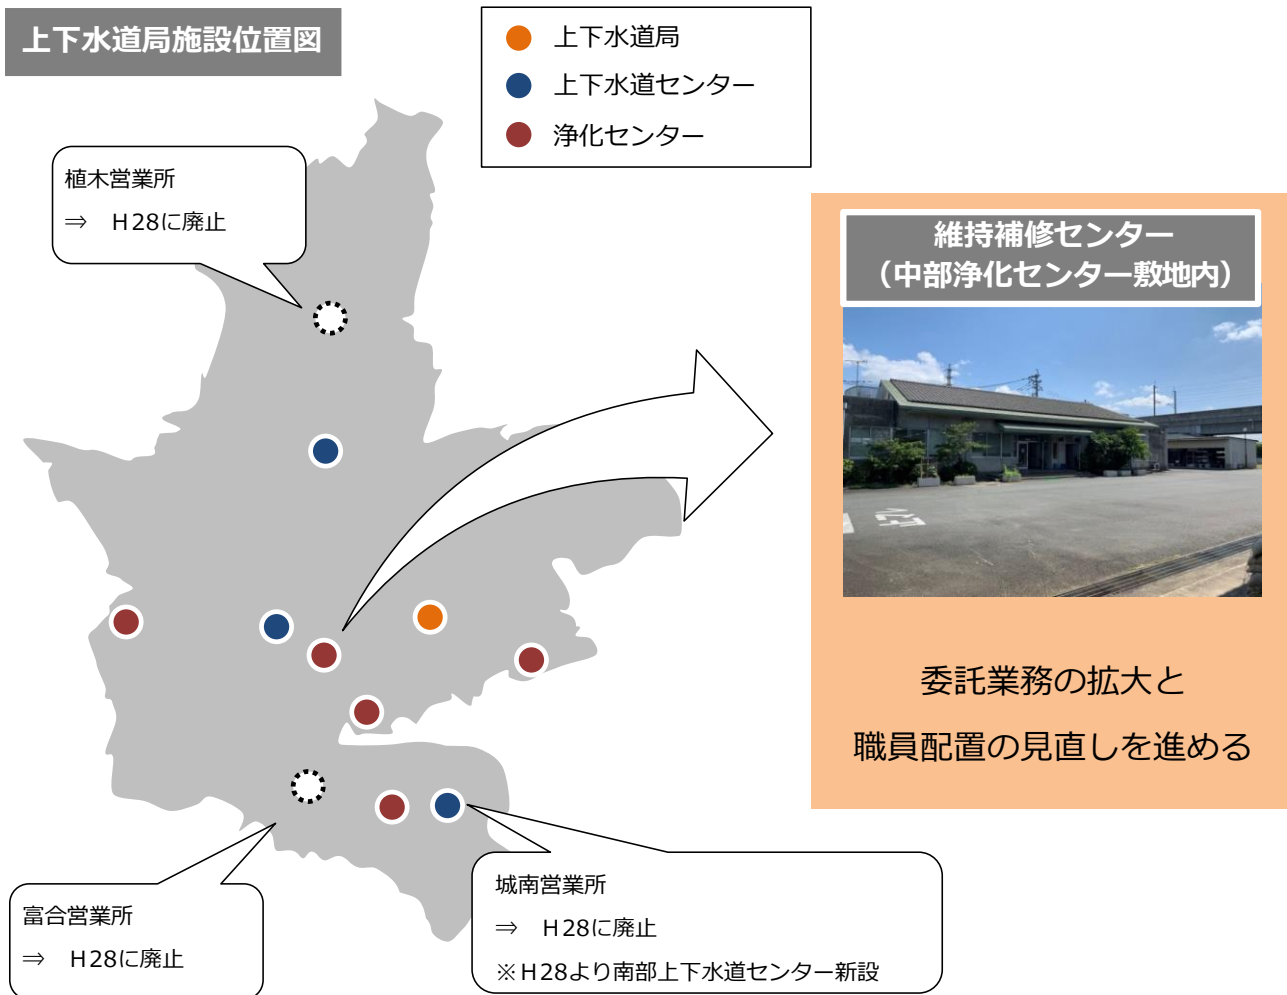 上下水道局施設位置図
上下水道局
上下水道センター
浄化センター
植木営業所
⇒　H28に廃止
維持補修センター
（中部浄化センター敷地内）
委託業務の拡大と
職員配置の見直しを進める
富合営業所
⇒　H28に廃止
城南営業所
⇒　H28に廃止
※H28より南部上下水道センター新設